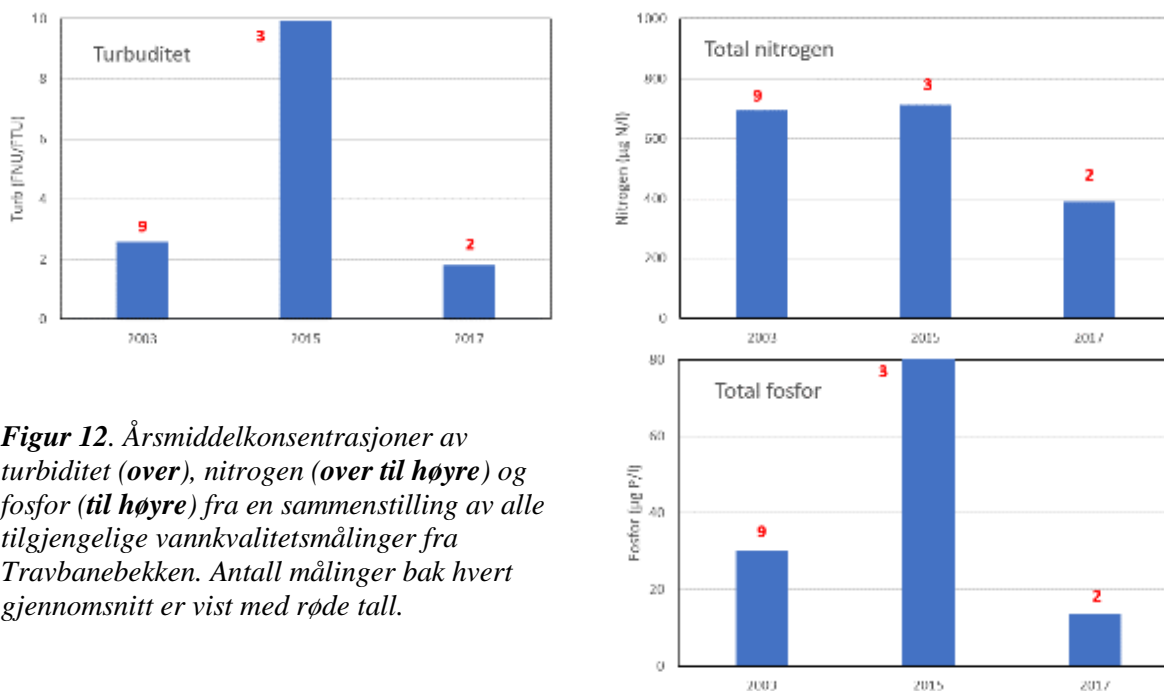 10
8
6
4
2
0
Turbuditet
Turb (FNU/FTU)
9
3
2
2003
2015
2017
1000
800
600
400
200
0
Total nitrogen
Nitrogen (µg N/l)
9
3
2
2003
2015
2017
80
60
40
20
0
Total fosfor
Fosfor (µg P/l)
9
3
2
2003
2015
2017
Figur 12. Årsmiddelkonsentrasjoner av
turbiditet (over), nitrogen (over til høyre) og
fosfor (til høyre) fra en sammenstilling av alle
tilgjengelige vannkvalitetsmålinger fra
Travbanebekken. Antall målinger bak hvert
gjennomsnitt er vist med røde tall.